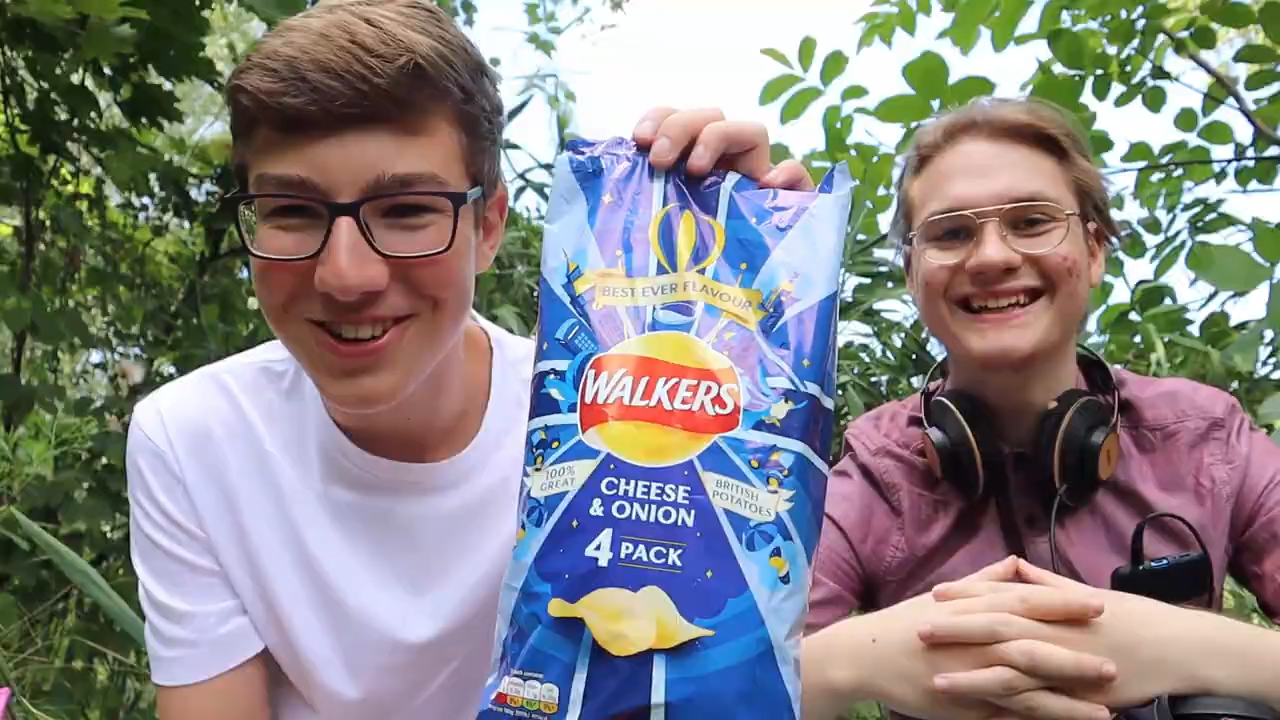 BEST EVER FLAVOUR
WALKERS
100%
GREAT
BRITISH
POTATOES
CHEESE
& ONION
4 PACK